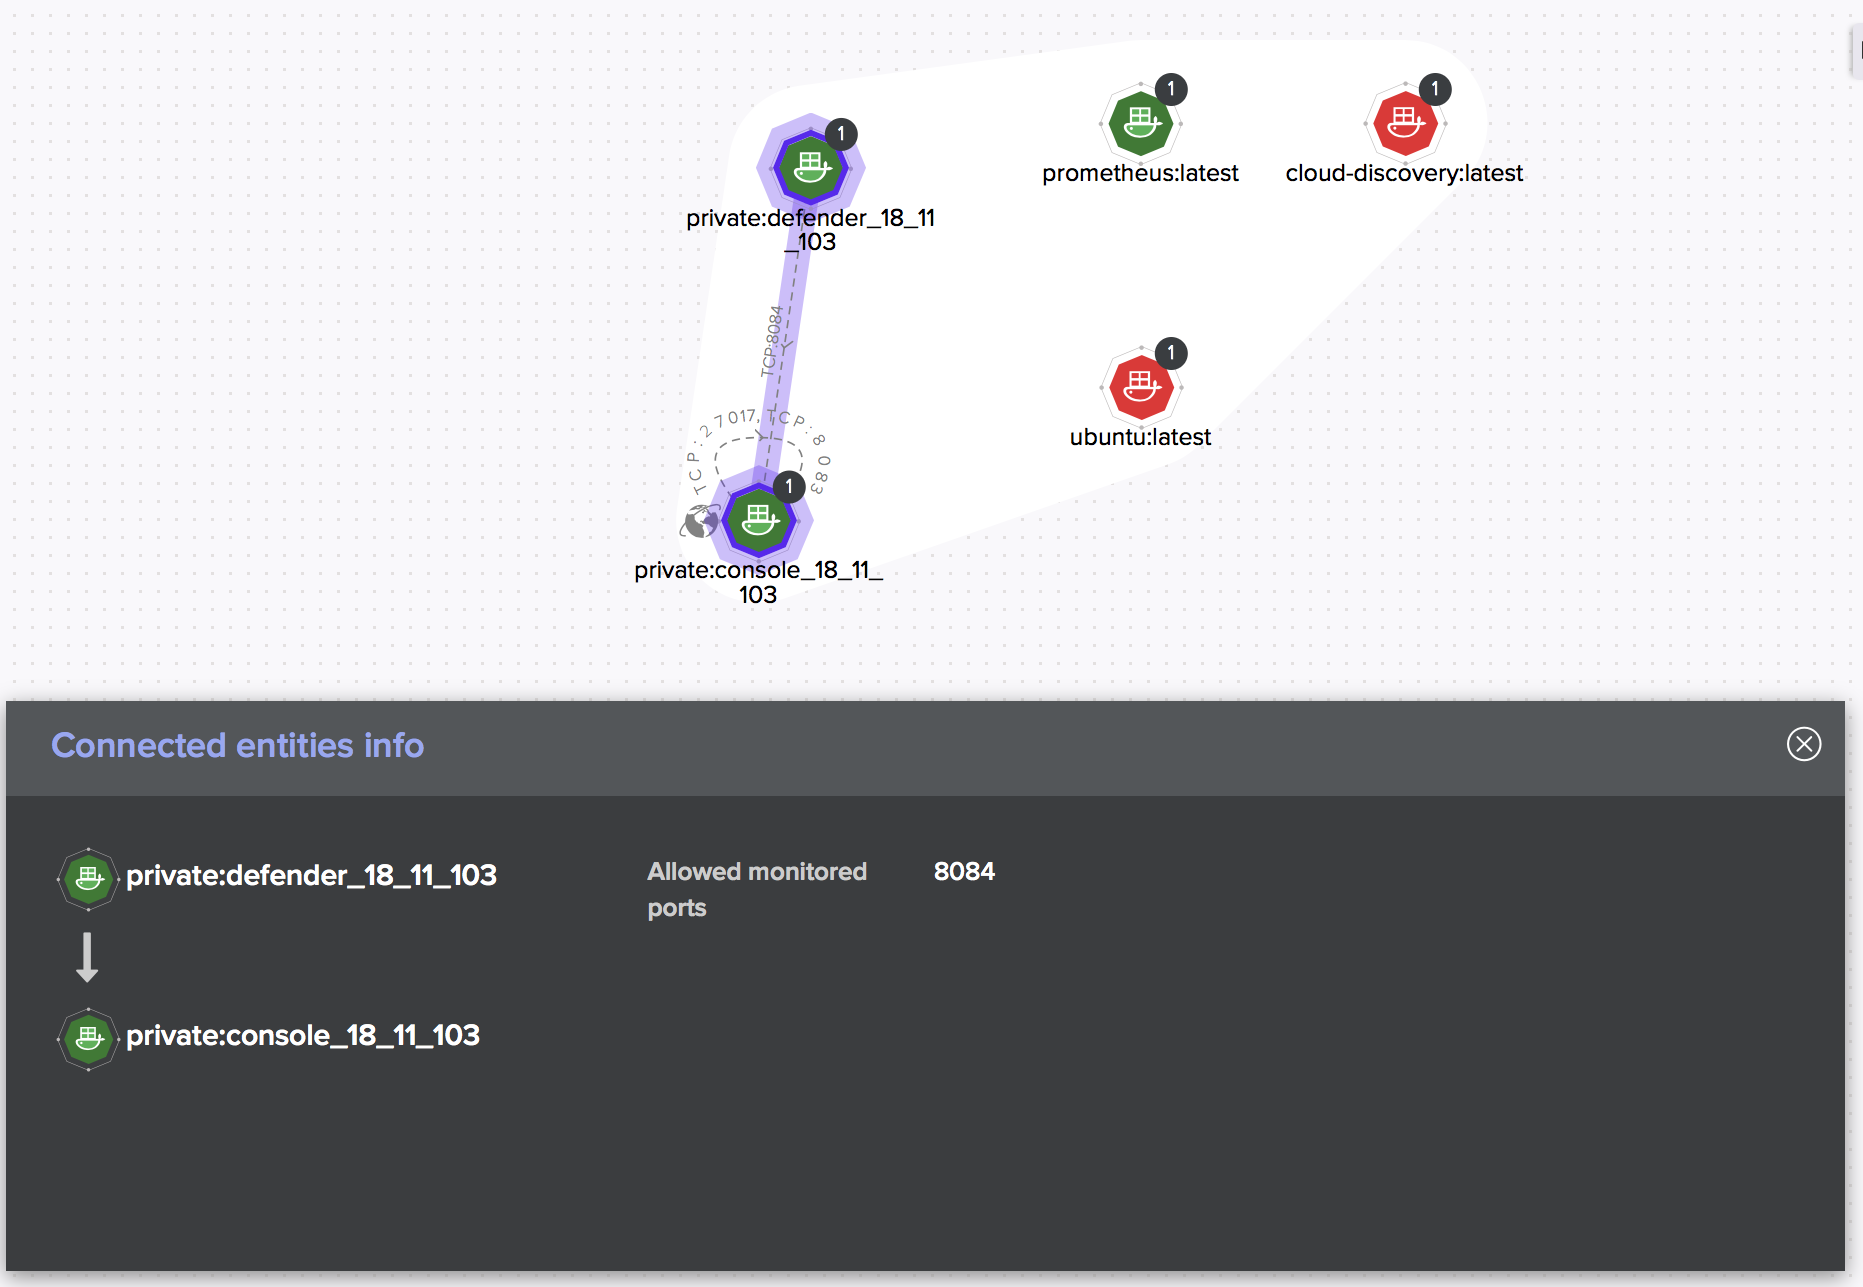 1
1
1
prometheus:latest
cloud-discovery:latest
private:defender_18_11
_103
TCP:8084
1
ubuntu:latest
TCP:27017, TCP:8083
1
private:console_18_11_
103
Connected entities info
private:defender_18_11_103
Allowed monitored
ports
8084
private:console_18_11_103